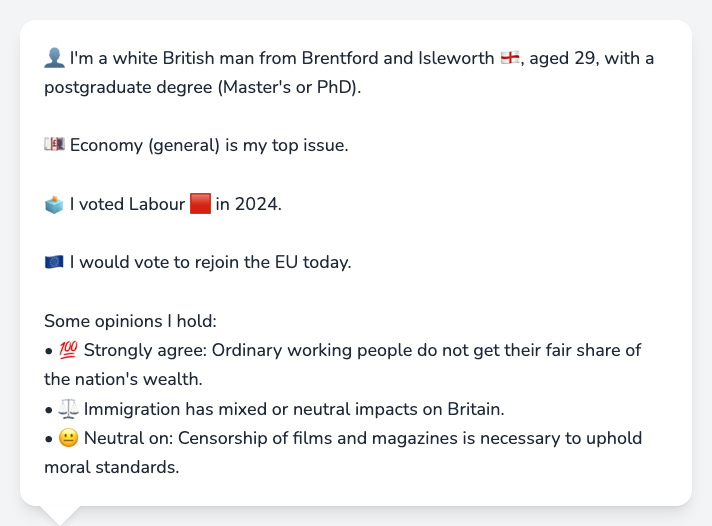 👤 I'm a white British man from Brentford and Isleworth 🏴󠁧󠁢󠁥󠁮󠁧󠁿, aged 29, with a
postgraduate degree (Master's or PhD).
💷 Economy (general) is my top issue.
🗳️ I voted Labour 🟥 in 2024.
🇪🇺 I would vote to rejoin the EU today.
Some opinions I hold:
• 💯 Strongly agree: Ordinary working people do not get their fair share of
the nation's wealth.
• ⚖️ Immigration has mixed or neutral impacts on Britain.
• 😐 Neutral on: Censorship of films and magazines is necessary to uphold
moral standards.